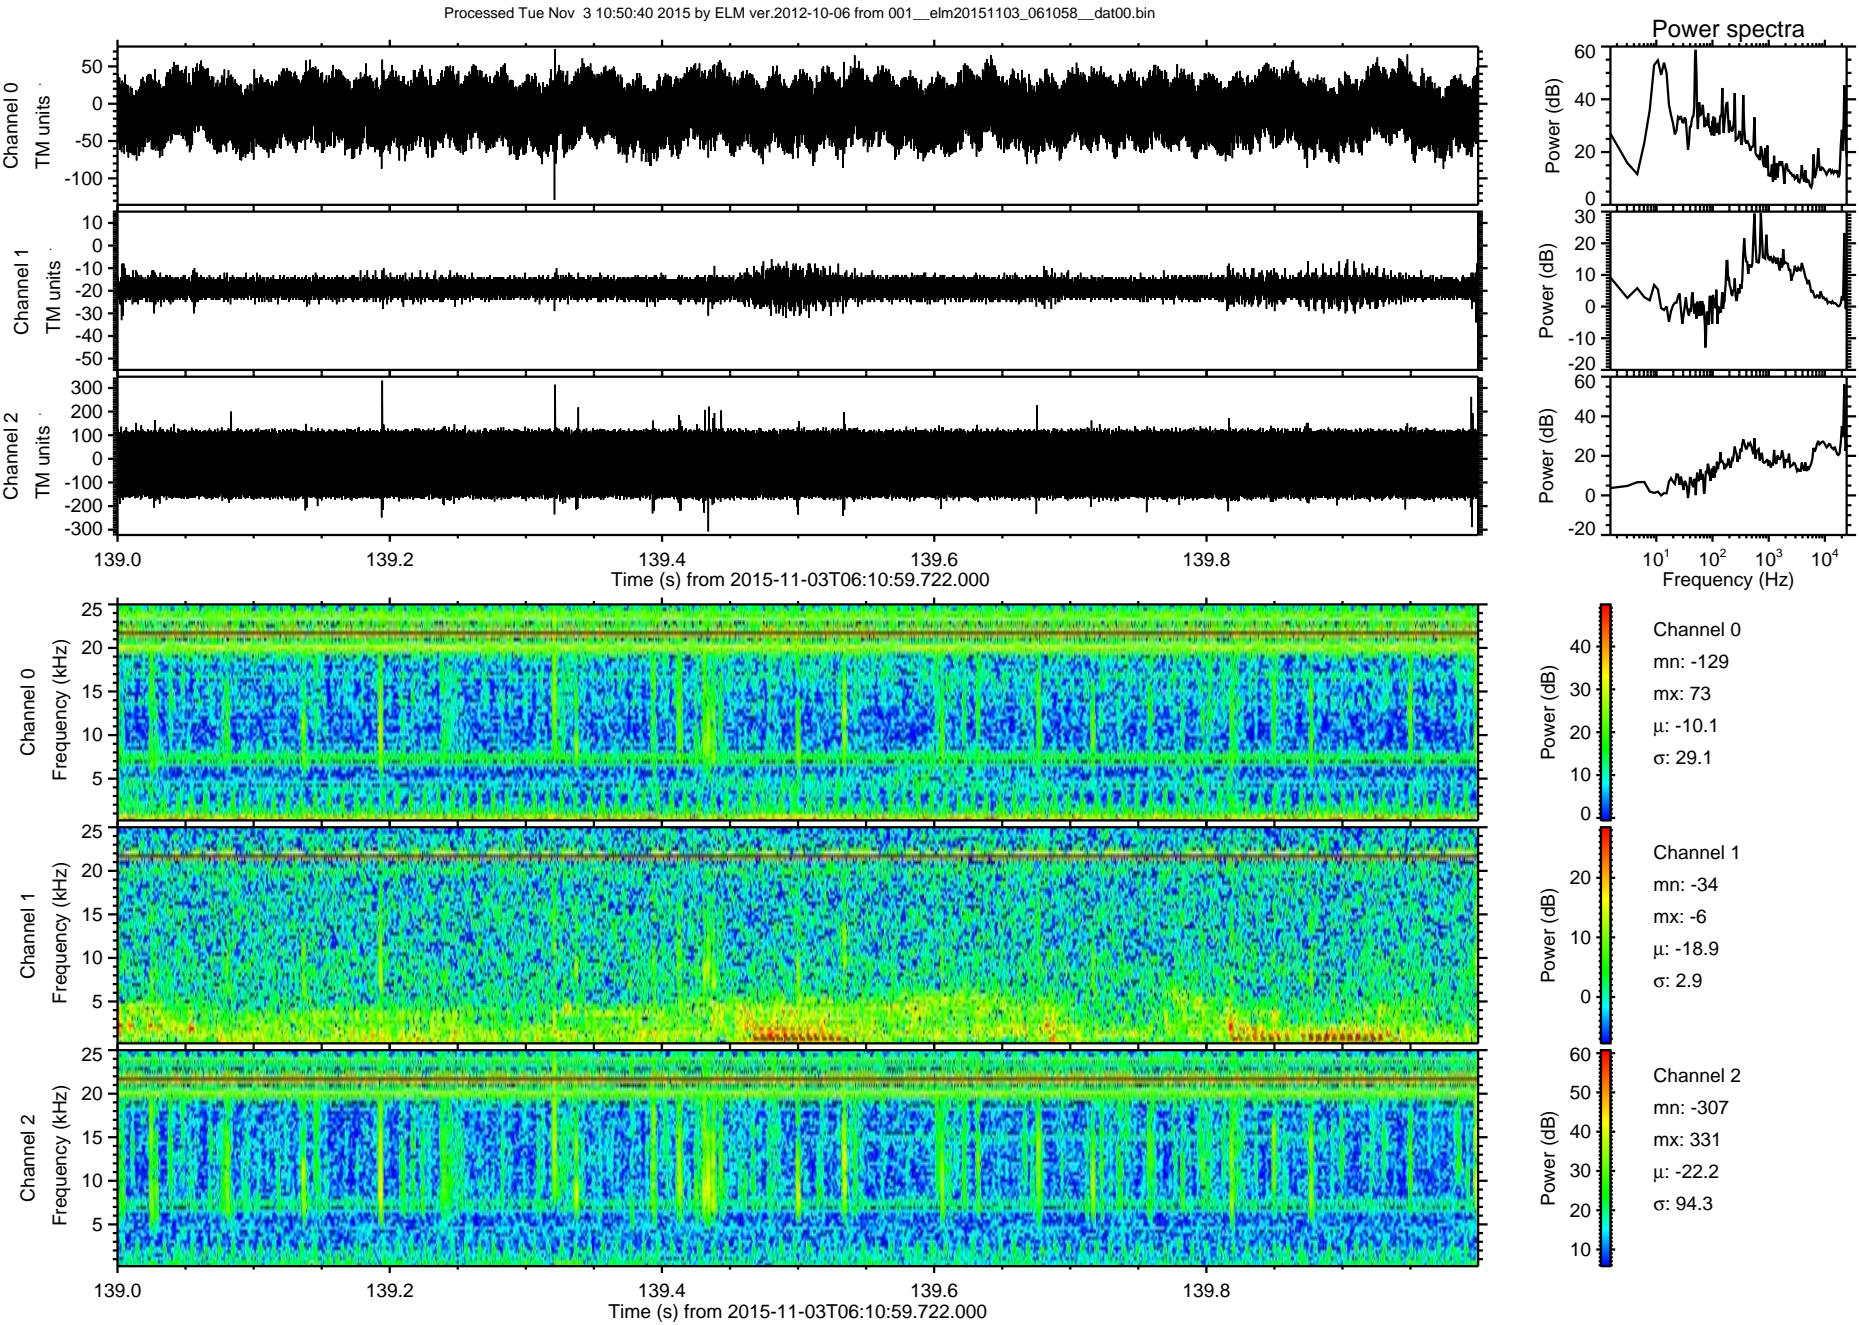 Processed Tue Nov  3 10:50:40 2015 by ELM ver.2012-10-06 from 001__elm20151103_061058__dat00.bin
Power spectra
Channel 0
TM units
50
0
-50
-100
Power (dB)
60
40
20
0
Channel 1
TM units
10
0
-10
-20
-30
-40
-50
Power (dB)
30
20
10
0
-10
-20
Channel 2
TM units
300
200
100
0
-100
-200
-300
Power (dB)
60
40
20
0
-20
139.0 139.2 139.4 139.6 139.8
Time (s) from 2015-11-03T06:10:59.722.000
10¹ 10² 10³ 10⁴
Frequency (Hz)
Channel 0
Frequency (kHz)
25
20
15
10
5
Power (dB)
40
30
20
10
0
Channel 0
mn: -129
mx: 73
μ: -10.1
σ: 29.1
Channel 1
Frequency (kHz)
25
20
15
10
5
Power (dB)
20
10
0
Channel 1
mn: -34
mx: -6
μ: -18.9
σ: 2.9
Channel 2
Frequency (kHz)
25
20
15
10
5
Power (dB)
60
50
40
30
20
10
Channel 2
mn: -307
mx: 331
μ: -22.2
σ: 94.3
139.0 139.2 139.4 139.6 139.8
Time (s) from 2015-11-03T06:10:59.722.000